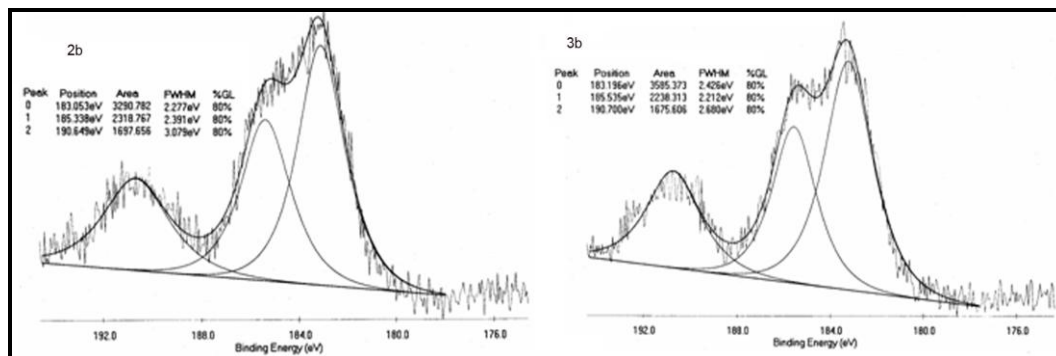 2b
Peak Position Area FWHM %GL
0 183.053eV 3290.782 2.277eV 80%
1 185.338eV 2318.767 2.391eV 80%
2 190.649eV 1697.656 3.079eV 80%
192.0 188.0 184.0 180.0 176.0
Binding Energy (eV)
3b
Peak Position Area FWHM %GL
0 183.196eV 3585.373 2.426eV 80%
1 185.535eV 2238.313 2.212eV 80%
2 190.700eV 1675.606 2.680eV 80%
192.0 188.0 184.0 180.0 176.0
Binding Energy (eV)